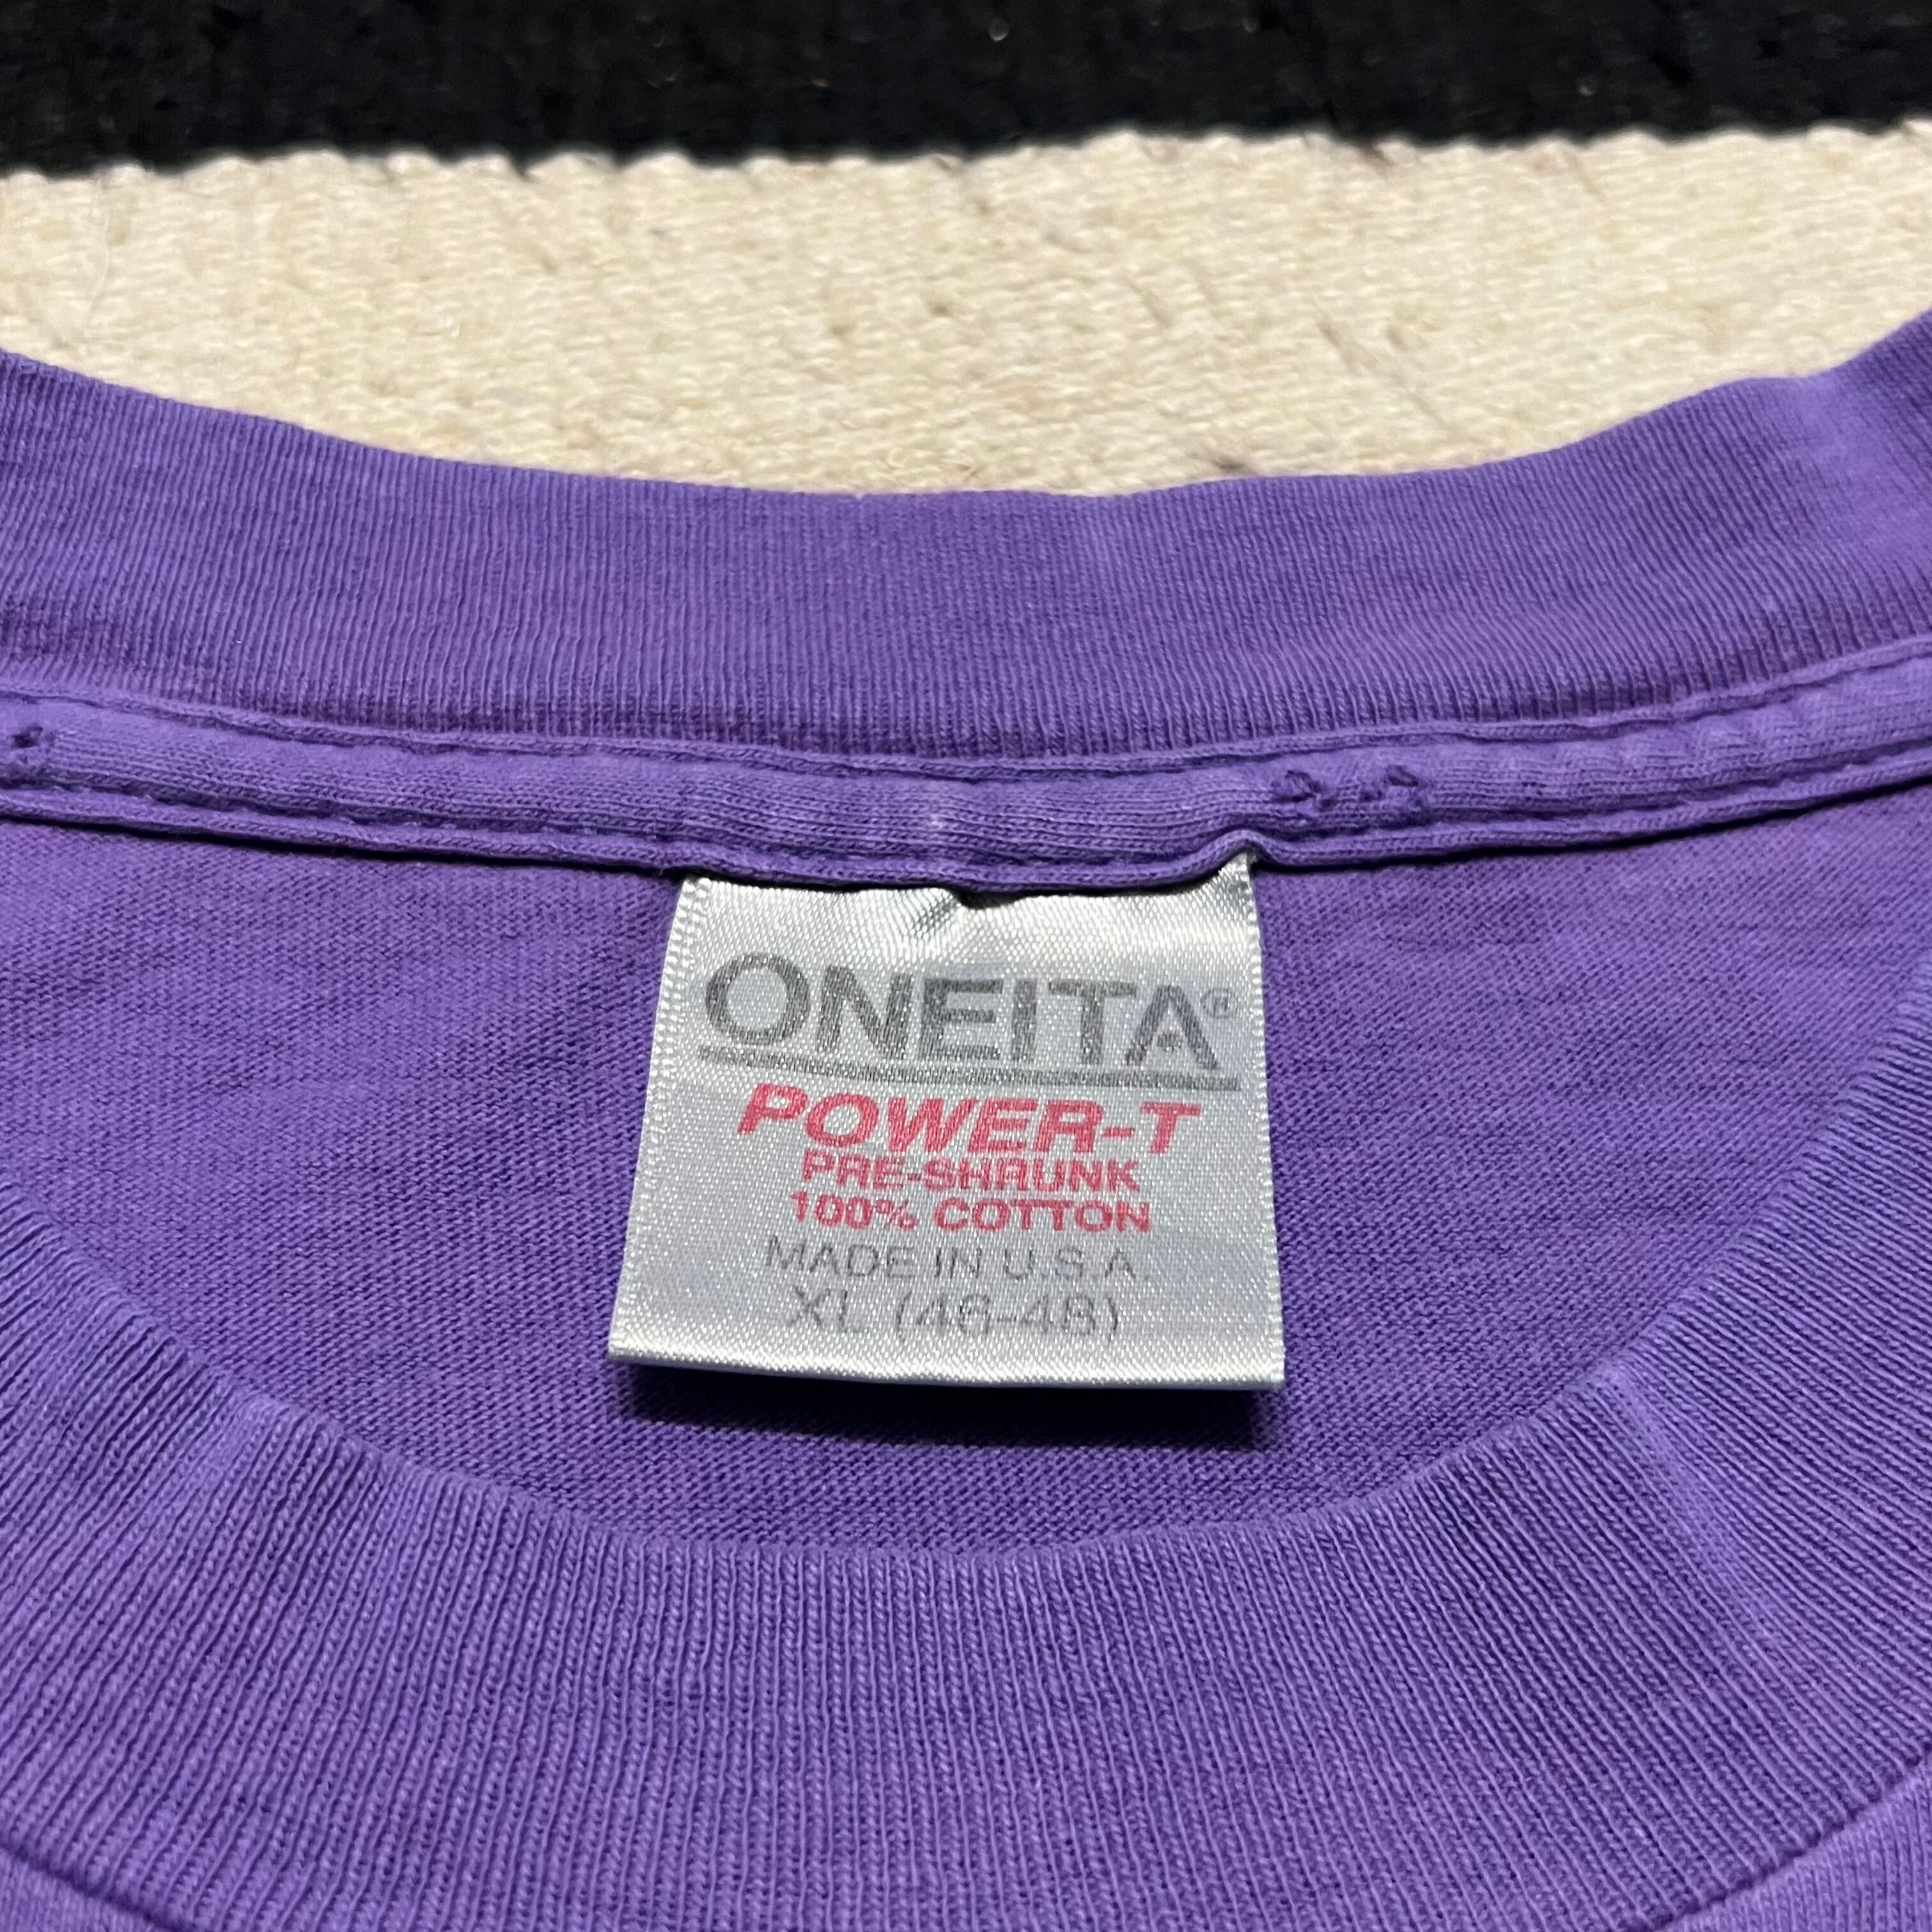 ONEITA®
POWER-T
PRE-SHRUNK
100% COTTON
MADE IN U.S.A.
XL (46-48)